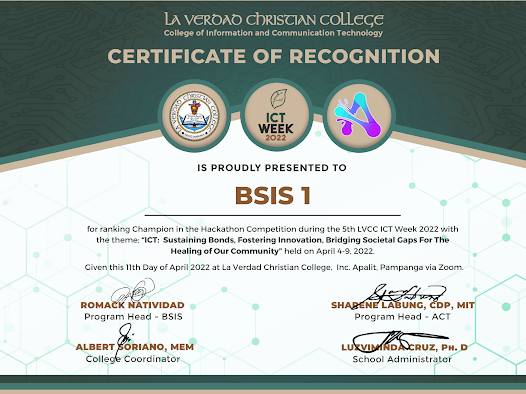 LA VERDAD CHRISTIAN COLLEGE
College of Information and Communication Technology
CERTIFICATE OF RECOGNITION
LA VERDAD CHRISTIAN COLLEGE
ICT
WEEK
2022
IS PROUDLY PRESENTED TO
BSIS 1
for ranking Champion in the Hackathon Competition during the 5th LVCC ICT Week 2022 with
the theme: "ICT: Sustaining Bonds, Fostering Innovation, Bridging Societal Gaps For The
Healing of Our Community" held on April 4-9, 2022.
Given this 11th Day of April 2022 at La Verdad Christian College, Inc. Apalit, Pampanga via Zoom.
ROMACK NATIVIDAD
Program Head - BSIS
SHARENE LABUNG, CDP, MIT
Program Head - ACT
ALBERT SORIANO, MEM
College Coordinator
LUZVIMINDA CRUZ, PH. D
School Administrator